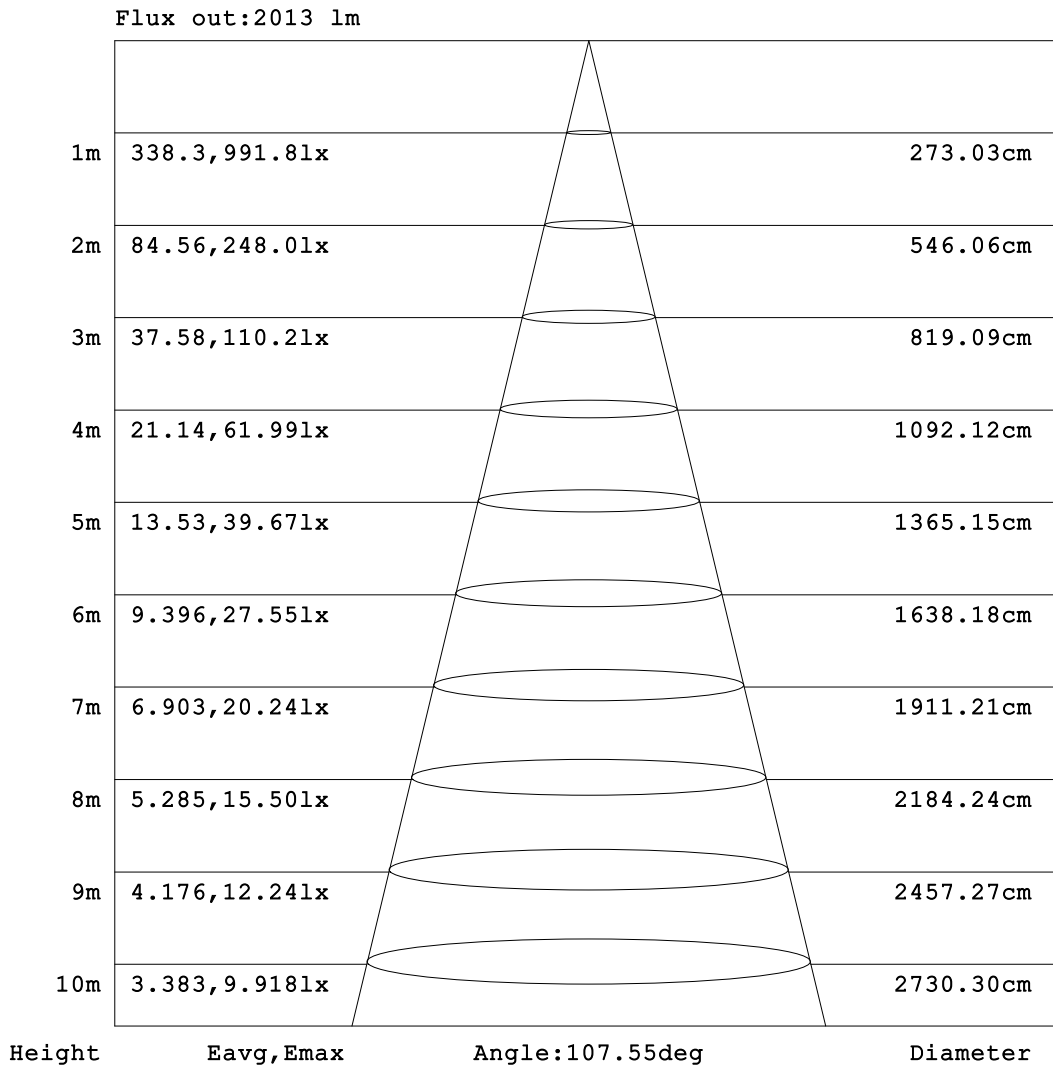 Flux out:2013 lm
1m 338.3,991.8lx 273.03cm
2m 84.56,248.0lx 546.06cm
3m 37.58,110.2lx 819.09cm
4m 21.14,61.99lx 1092.12cm
5m 13.53,39.67lx 1365.15cm
6m 9.396,27.55lx 1638.18cm
7m 6.903,20.24lx 1911.21cm
8m 5.285,15.50lx 2184.24cm
9m 4.176,12.24lx 2457.27cm
10m 3.383,9.918lx 2730.30cm
Height Eavg,Emax Angle:107.55deg Diameter